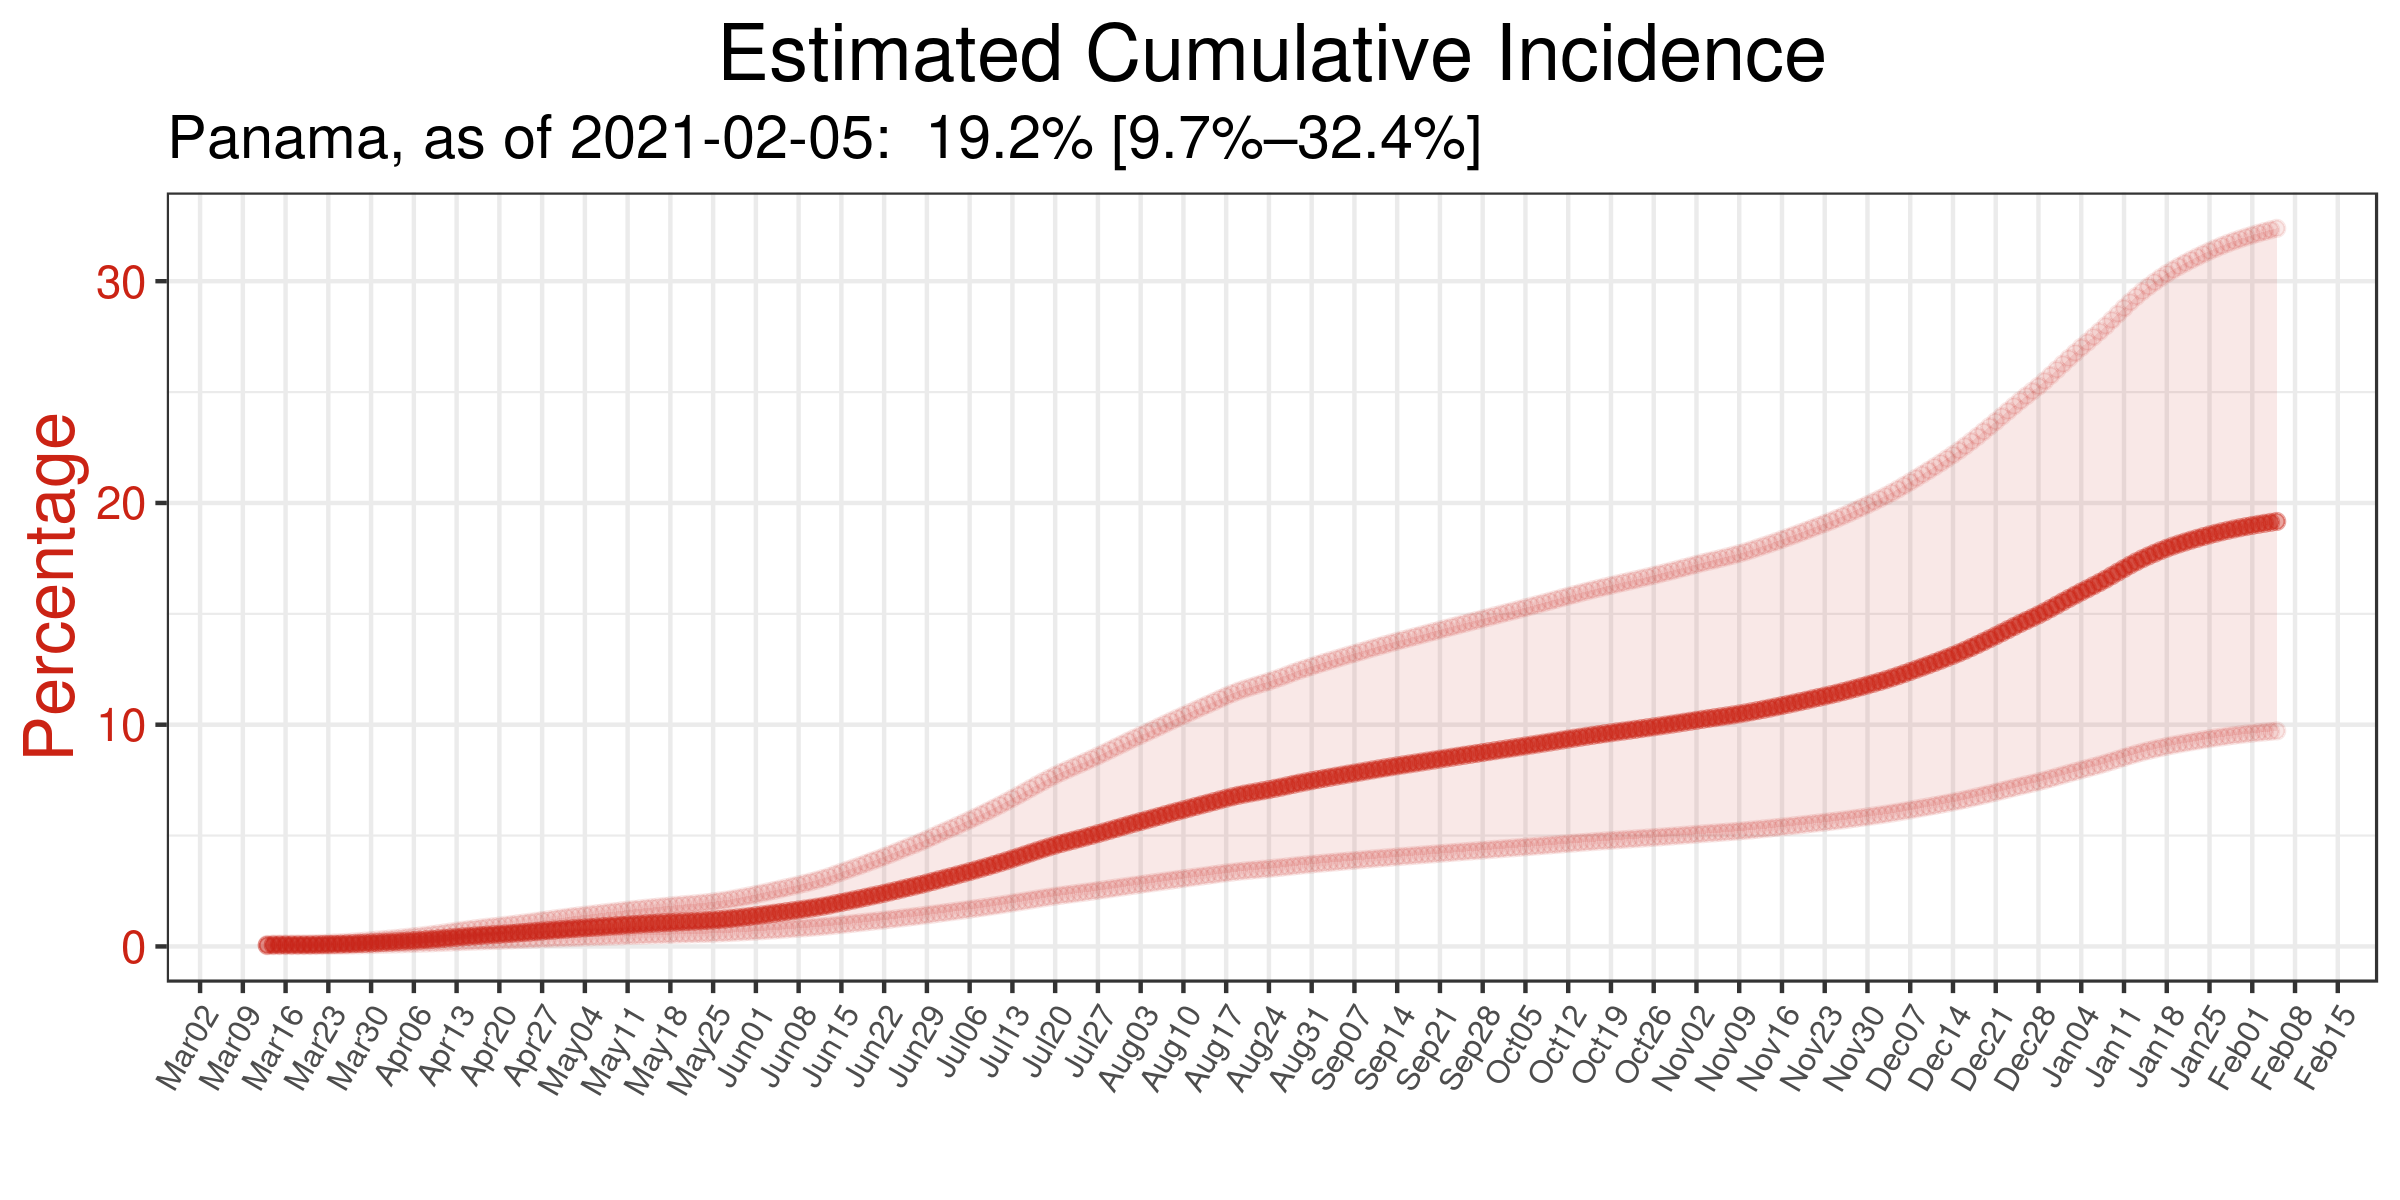 Estimated Cumulative Incidence
Panama, as of 2021-02-05:  19.2% [9.7%–32.4%]
Percentage
30
20
10
0
Mar02 Mar09 Mar16 Mar23 Mar30 Apr06 Apr13 Apr20 Apr27 May04 May11 May18 May25 Jun01 Jun08 Jun15 Jun22 Jun29 Jul06 Jul13 Jul20 Jul27 Aug03 Aug10 Aug17 Aug24 Aug31 Sep07 Sep14 Sep21 Sep28 Oct05 Oct12 Oct19 Oct26 Nov02 Nov09 Nov16 Nov23 Nov30 Dec07 Dec14 Dec21 Dec28 Jan04 Jan11 Jan18 Jan25 Feb01 Feb08 Feb15